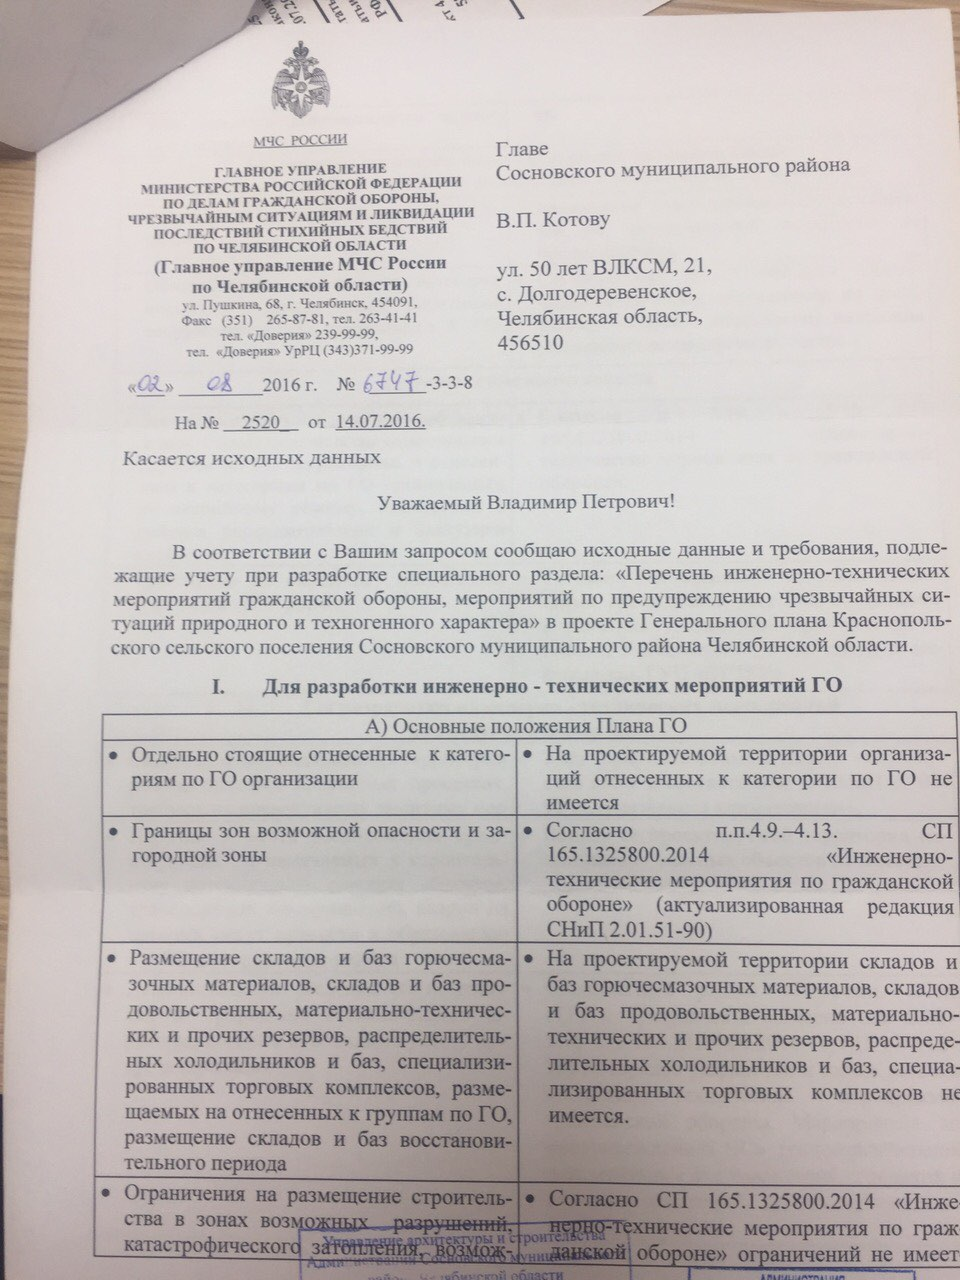 МЧС РОССИИ
ГЛАВНОЕ УПРАВЛЕНИЕ
МИНИСТЕРСТВА РОССИЙСКОЙ ФЕДЕРАЦИИ
ПО ДЕЛАМ ГРАЖДАНСКОЙ ОБОРОНЫ,
ЧРЕЗВЫЧАЙНЫМ СИТУАЦИЯМ И ЛИКВИДАЦИИ
ПОСЛЕДСТВИЙ СТИХИЙНЫХ БЕДСТВИЙ
ПО ЧЕЛЯБИНСКОЙ ОБЛАСТИ
(Главное управление МЧС России
по Челябинской области)
ул. Пушкина, 68, г. Челябинск, 454091,
Факс (351) 265-87-81, тел. 263-41-41
тел. «Доверия» 239-99-99,
тел. «Доверия» УрРЦ (343)371-99-99
«02» 08 2016 г. № 6747-3-3-8
На № 2520 от 14.07.2016.
Касается исходных данных
Главе
Сосновского муниципального района
В.П. Котову
ул. 50 лет ВЛКСМ, 21,
с. Долгодеревенское,
Челябинская область,
456510
Уважаемый Владимир Петрович!
В соответствии с Вашим запросом сообщаю исходные данные и требования, подле-
жащие учету при разработке специального раздела: «Перечень инженерно-технических
мероприятий гражданской обороны, мероприятий по предупреждению чрезвычайных си-
туаций природного и техногенного характера» в проекте Генерального плана Краснополь-
ского сельского поселения Сосновского муниципального района Челябинской области.
I. Для разработки инженерно - технических мероприятий ГО
А) Основные положения Плана ГО
• Отдельно стоящие отнесенные к катего-
риям по ГО организации
• На проектируемой территории организа-
ций отнесенных к категории по ГО не
имеется
• Границы зон возможной опасности и за-
городной зоны
• Согласно п.п.4.9.–4.13. СП
165.1325800.2014 «Инженерно-
технические мероприятия по гражданской
обороне» (актуализированная редакция
СНиП 2.01.51-90)
• Размещение складов и баз горючесма-
зочных материалов, складов и баз про-
довольственных, материально-техничес-
ких и прочих резервов, распределитель-
ных холодильников и баз, специализи-
рованных торговых комплексов, разме-
щаемых на отнесенных к группам по ГО,
размещение складов и баз восстанови-
тельного периода
• На проектируемой территории складов и
баз горючесмазочных материалов, складов
и баз продовольственных, материально-
технических и прочих резервов, распреде-
лительных холодильников и баз, специа-
лизированных торговых комплексов не
имеется.
• Ограничения на размещение строитель-
ства в зонах возможных разрушений,
катастрофического затопления, возмож-
• Согласно СП 165.1325800.2014 «Инже-
нерно-технические мероприятия по граж-
данской обороне» ограничений не имеет
Управление архитектуры и строительства
Администрации Сосновского муниципального
района Челябинской области
АДМИНИСТРАЦИЯ